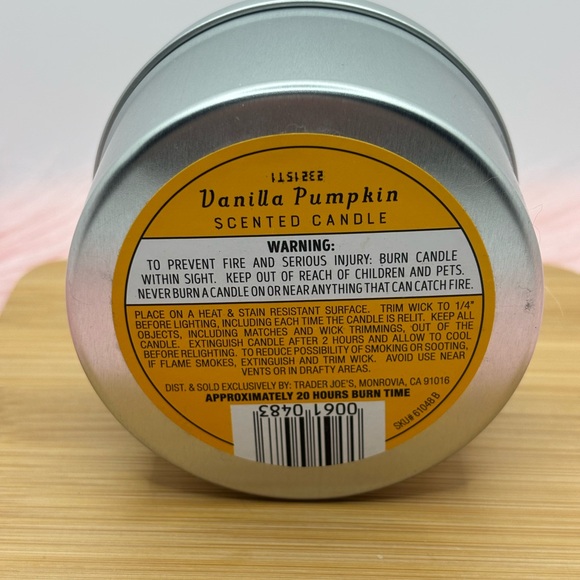 23215T1
Vanilla Pumpkin
SCENTED CANDLE
WARNING:
TO PREVENT FIRE AND SERIOUS INJURY: BURN CANDLE
WITHIN SIGHT. KEEP OUT OF REACH OF CHILDREN AND PETS.
NEVER BURN A CANDLE ON OR NEAR ANYTHING THAT CAN CATCH FIRE.
PLACE ON A HEAT & STAIN RESISTANT SURFACE. TRIM WICK TO 1/4"
BEFORE LIGHTING, INCLUDING EACH TIME THE CANDLE IS RELIT. KEEP ALL
OBJECTS, INCLUDING MATCHES AND WICK TRIMMINGS, OUT OF THE
CANDLE. EXTINGUISH CANDLE AFTER 2 HOURS AND ALLOW TO COOL
BEFORE RELIGHTING. TO REDUCE POSSIBILITY OF SMOKING OR SOOTING,
IF FLAME SMOKES, EXTINGUISH AND TRIM WICK. AVOID USE NEAR
VENTS OR IN DRAFTY AREAS.
DIST. & SOLD EXCLUSIVELY BY: TRADER JOE'S, MONROVIA, CA 91016
APPROXIMATELY 20 HOURS BURN TIME
0061 0483
SKU# 61048 B